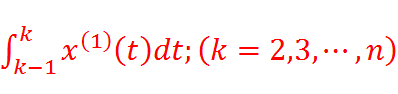 ∫_{k−1}^{k} x^{(1)}(t)dt; (k = 2,3,⋯,n)